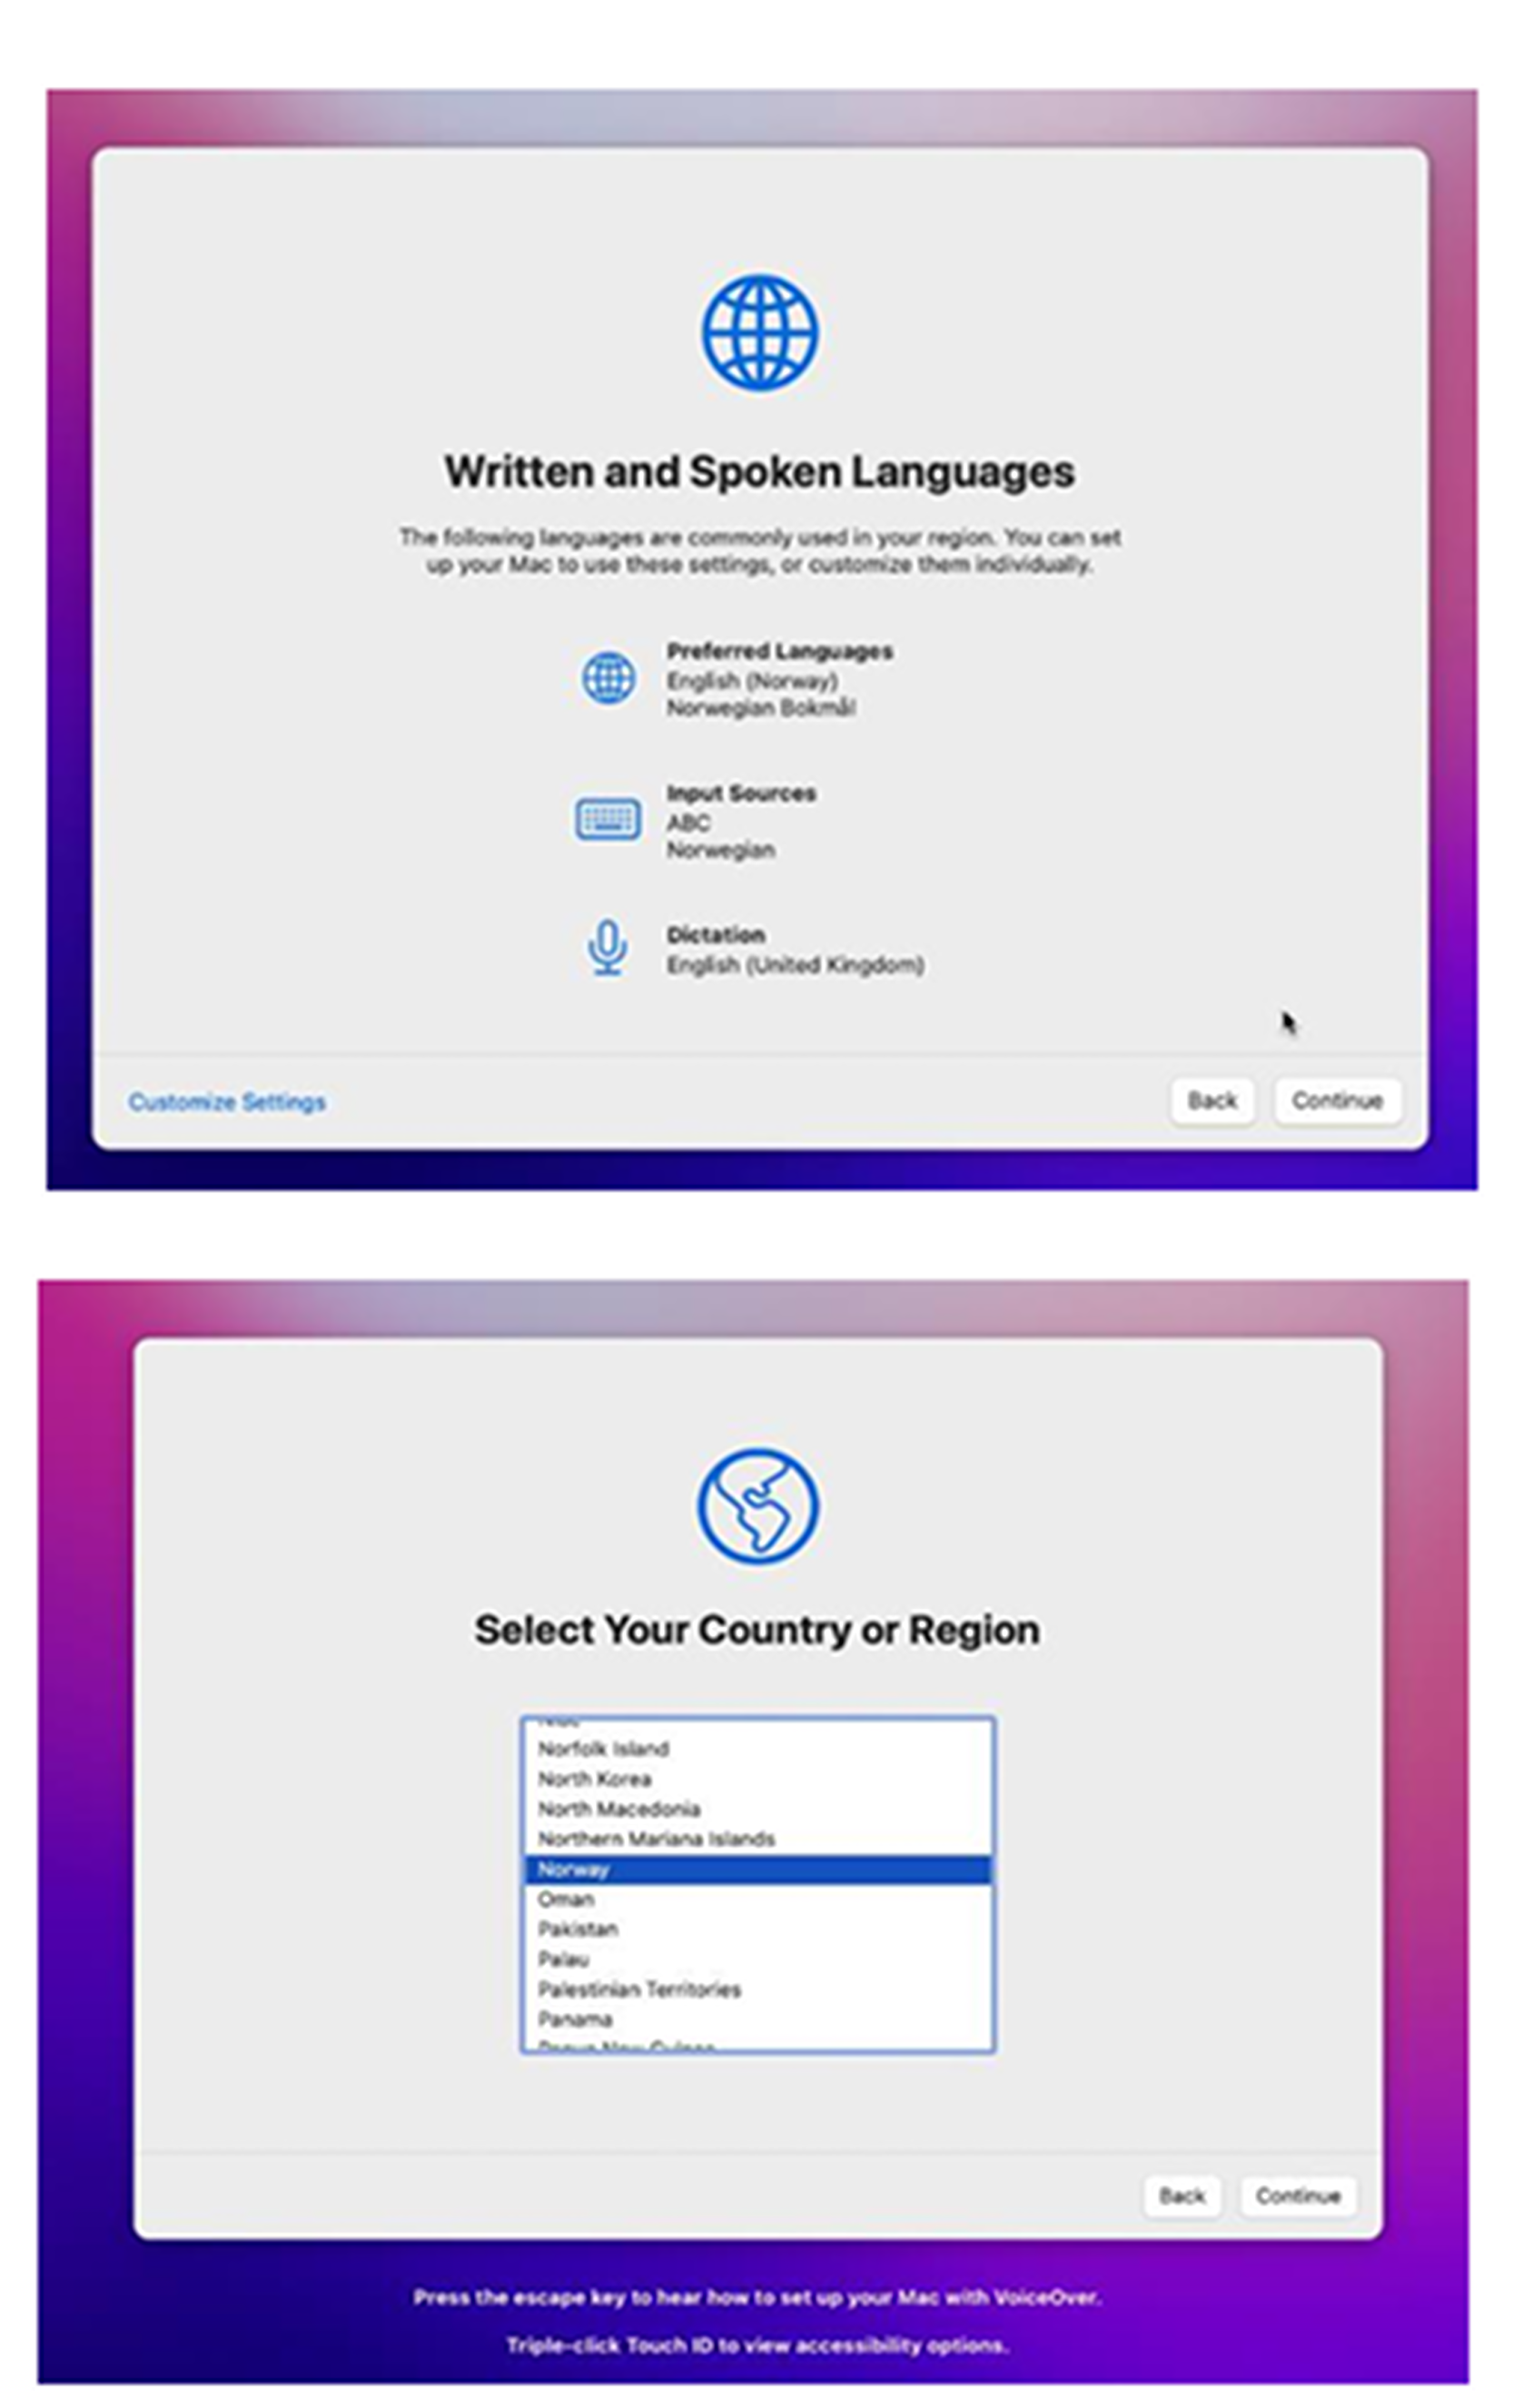 Written and Spoken Languages
The following languages are commonly used in your region. You can set
up your Mac to use these settings, or customize them individually.
Preferred Languages
English (Norway)
Norwegian Bokmål
Input Sources
ABC
Norwegian
Dictation
English (United Kingdom)
Customize Settings
Back
Continue
Select Your Country or Region
Norfolk Island
North Korea
North Macedonia
Northern Mariana Islands
Norway
Oman
Pakistan
Palau
Palestinian Territories
Panama
Papua New Guinea
Back
Continue
Press the escape key to hear how to set up your Mac with VoiceOver.
Triple-click Touch ID to view accessibility options.